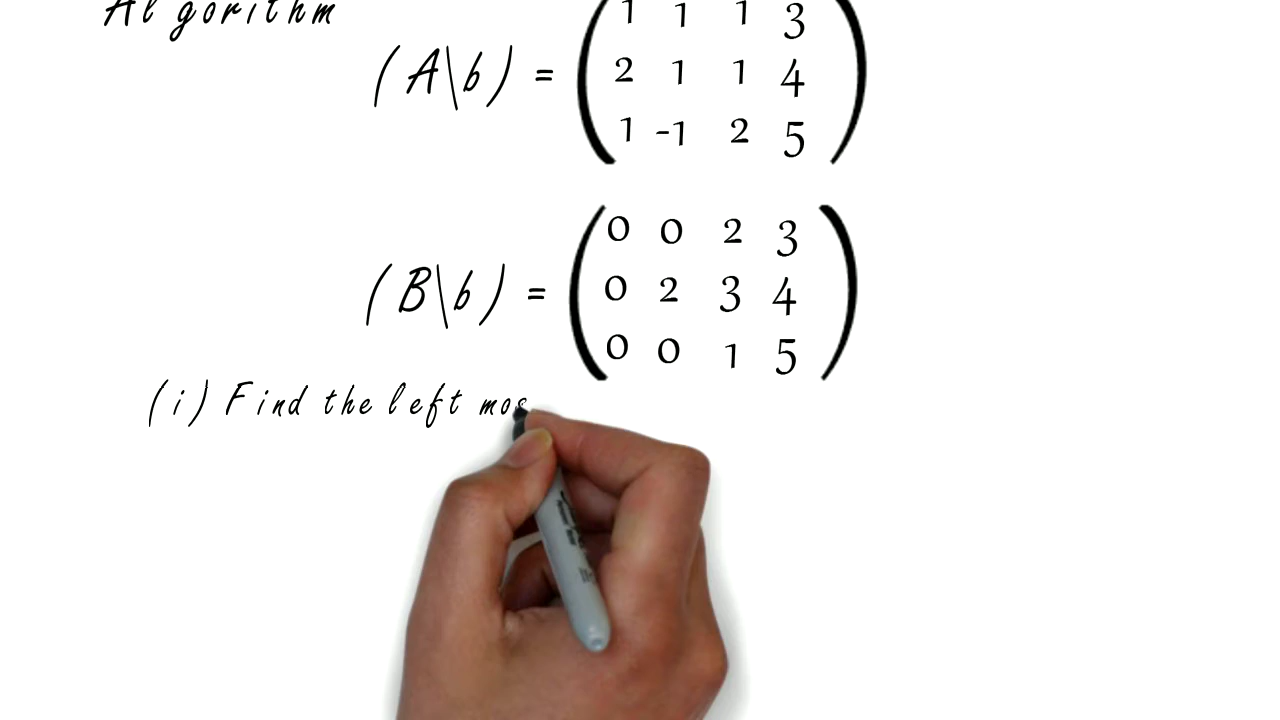 Algorithm
1 1 1 3
(A\b) = 2 1 1 4
1 -1 2 5
0 0 2 3
(B\b) = 0 2 3 4
0 0 1 5
(i) Find the left mos